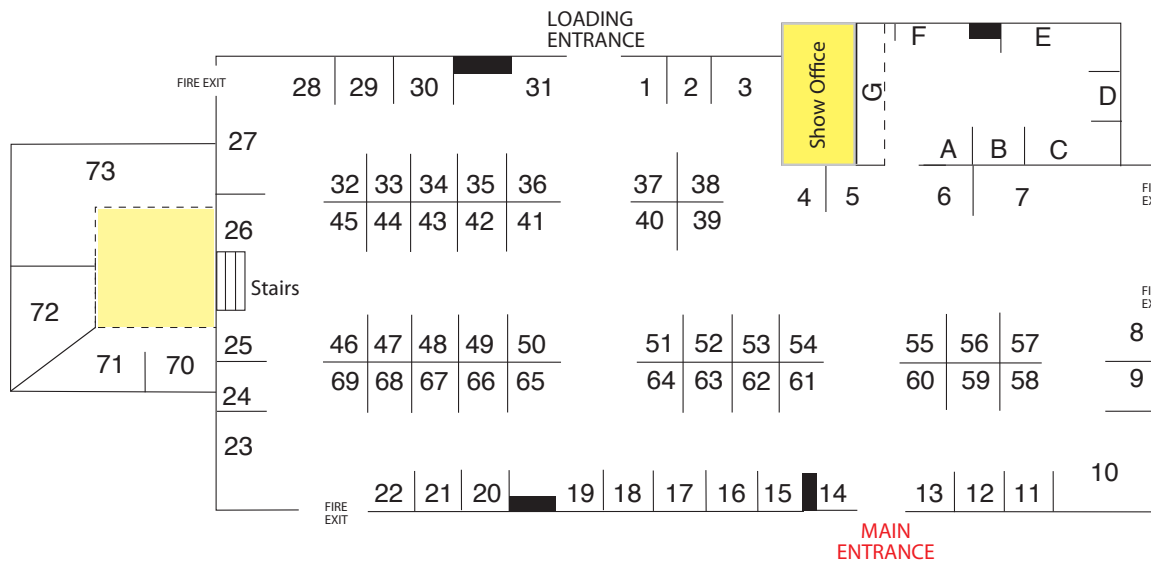 LOADING
ENTRANCE
F E
FIRE EXIT
28 29 30 31 1 2 3
Show Office
G
D
27
A B C
73
32 33 34 35 36 37 38
4 5 6 7
FI
EX
45 44 43 42 41 40 39
26
Stairs
FI
EX
72
8
25
46 47 48 49 50 51 52 53 54 55 56 57
71 70
9
69 68 67 66 65 64 63 62 61 60 59 58
24
23
10
22 21 20 19 18 17 16 15 14 13 12 11
FIRE
EXIT
MAIN
ENTRANCE